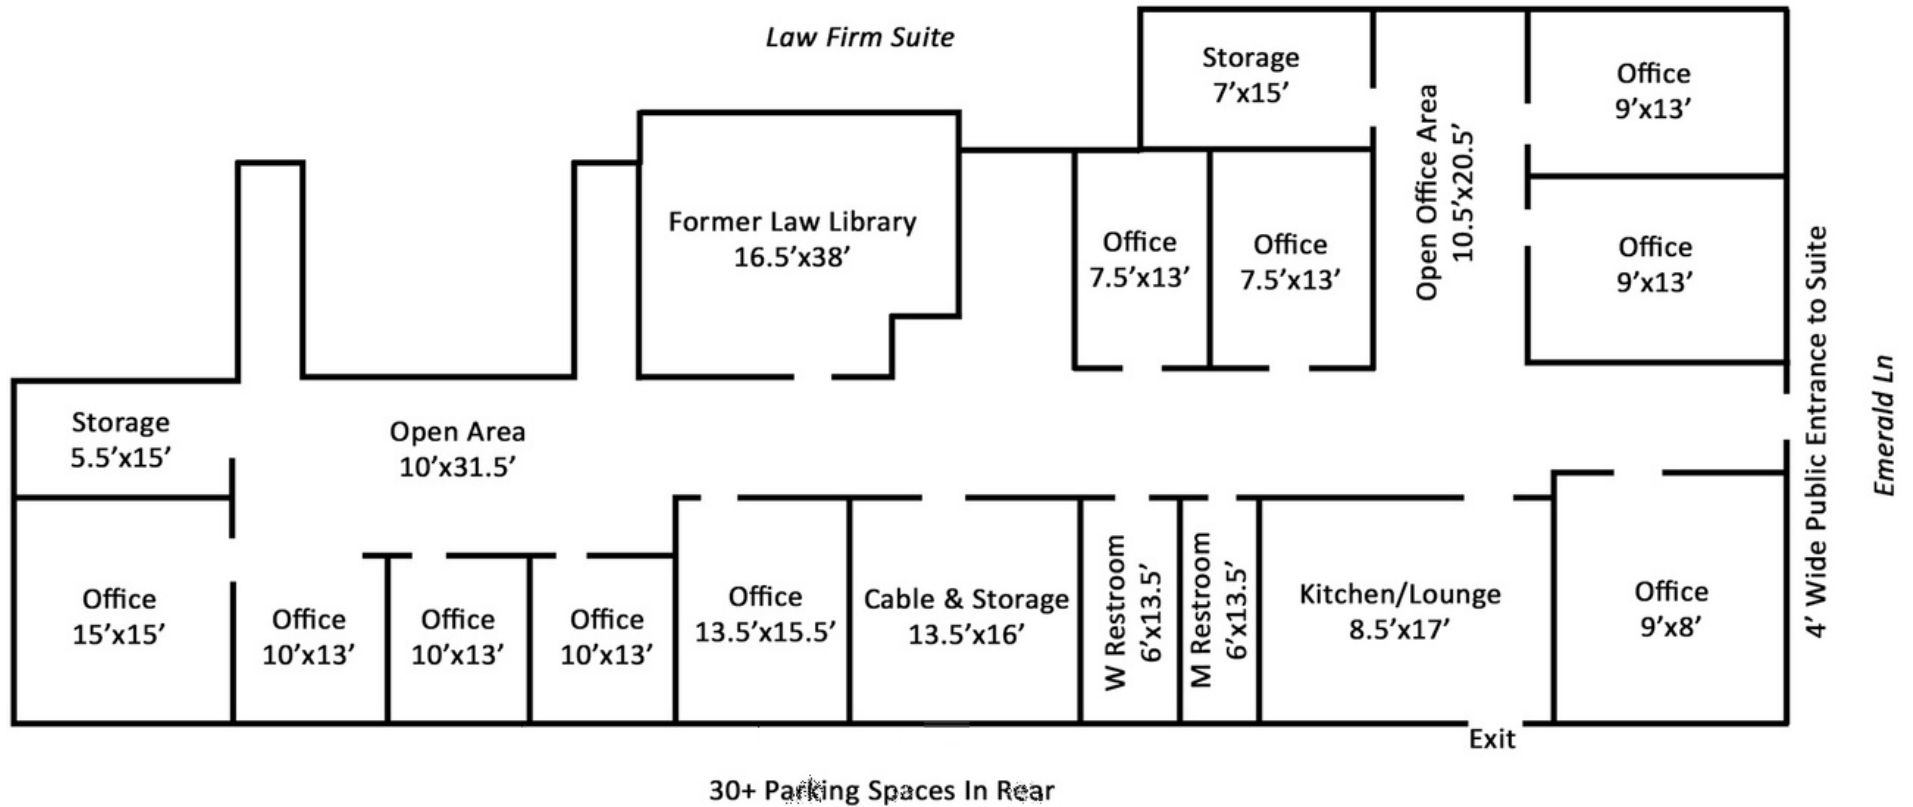 Law Firm Suite
Storage
7’x15’
Open Office Area
10.5’x20.5’
Office
9’x13’
Former Law Library
16.5’x38’
Office
7.5’x13’
Office
7.5’x13’
Office
9’x13’
4’ Wide Public Entrance to Suite
Emerald Ln
Storage
5.5’x15’
Open Area
10’x31.5’
Office
15’x15’
Office
10’x13’
Office
10’x13’
Office
10’x13’
Office
13.5’x15.5’
Cable & Storage
13.5’x16’
W Restroom
6’x13.5’
M Restroom
6’x13.5’
Kitchen/Lounge
8.5’x17’
Office
9’x8’
Exit
30+ Parking Spaces In Rear